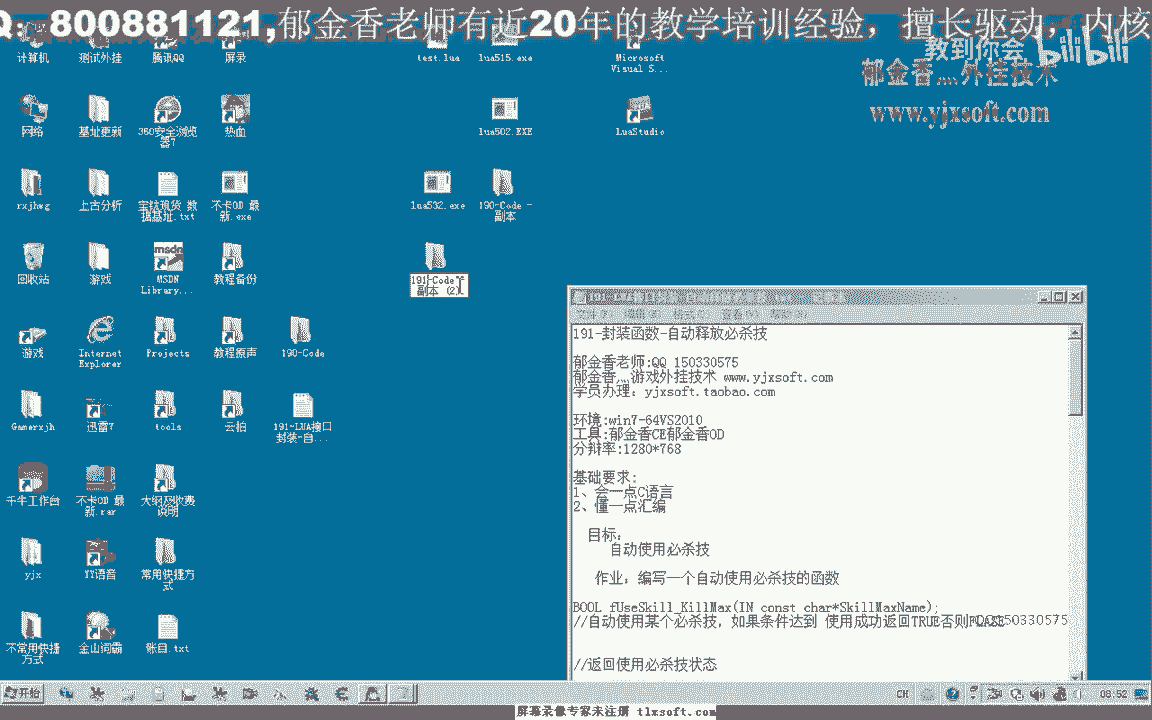 Q: 800881121,郁金香老师有近20年的教学培训经验，擅长驱动，内核
教到你会 bilibili
郁金香灬外挂技术
www.yjxsoft.com
计算机 测试外挂 腾讯QQ 屏录 test.lua lua515.exe Microsoft Visual S...
网络 基址更新 360安全浏览器7 热血 lua502.EXE LuaStudio
rxjhwg 上古分析 数据基址.txt 不卡OD 最新.exe lua532.exe 190-Code - 副本
回收站 游戏 MSDN Library... 教程备份 191-Code - 副本 (2)
游戏 Internet Explorer Projects 教程原声 190-Code
Gamerxjh 迅雷7 tools 云拍 191-LUA接口封装-自...
千牛工作台 不卡OD 最新.rar 大纲及收费说明
yjx YY语音 常用快捷方式
不常用快捷方式 金山词霸 账目.txt
文件(F) 编辑(E) 格式(O) 查看(V) 帮助(H)
191-封装函数-自动释放必杀技
郁金香老师:QQ 150330575
郁金香灬游戏外挂技术 www.yjxsoft.com
学员办理：yjxsoft.taobao.com
环境:win7-64VS2010
工具:郁金香CE郁金香OD
分辩率:1280*768
基础要求:
1、会一点C语言
2、懂一点汇编
目标：
自动使用必杀技
作业：编写一个自动使用必杀技的函数
BOOL fUseSkill_KillMax(IN const char*SkillMaxName);
//自动使用某个必杀技，如果条件达到 使用成功返回TRUE否则FLASE
QQ150330575
//返回使用必杀技状态
开始 CH 08:52
屏幕录像专家未注册 tlxsoft.com